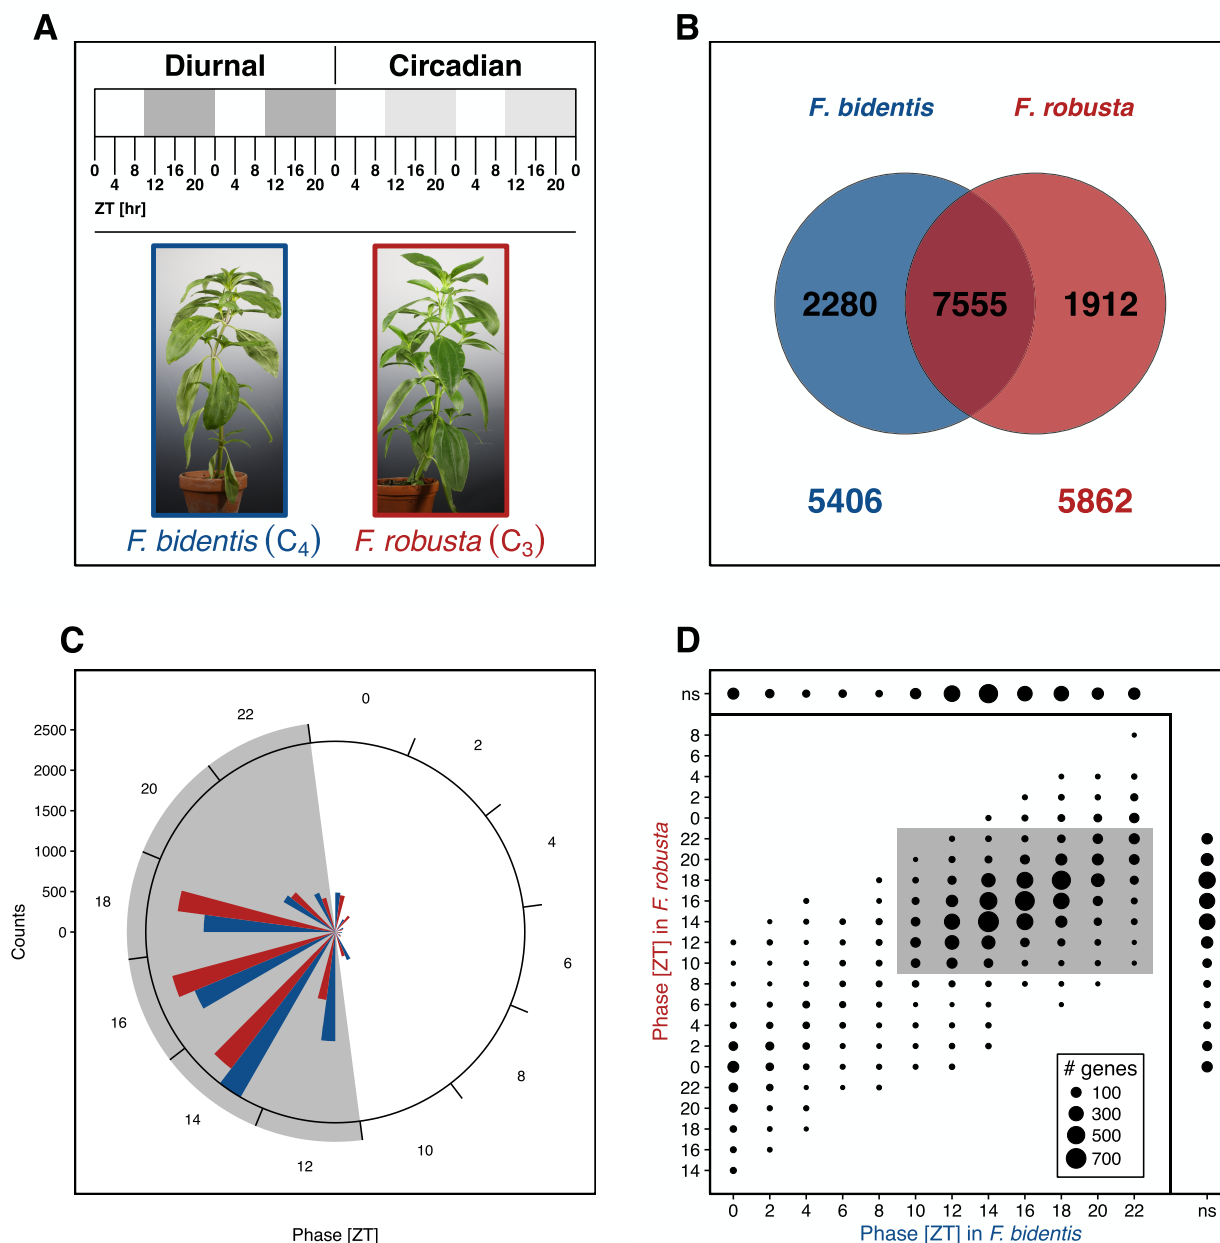 A
Diurnal
Circadian
0 4 8 12 16 20 0 4 8 12 16 20 0 4 8 12 16 20 0 4 8 12 16 20 0
ZT [hr]
F. bidentis (C4)
F. robusta (C3)
B
F. bidentis
F. robusta
2280
7555
1912
5406
5862
C
Counts
2500
2000
1500
1000
500
0
0
2
4
6
8
10
12
14
16
18
20
22
Phase [ZT]
D
Phase [ZT] in F. robusta
ns
8
6
4
2
0
22
20
18
16
14
12
10
8
6
4
2
0
22
20
18
16
14
# genes
100
300
500
700
0 2 4 6 8 10 12 14 16 18 20 22 ns
Phase [ZT] in F. bidentis